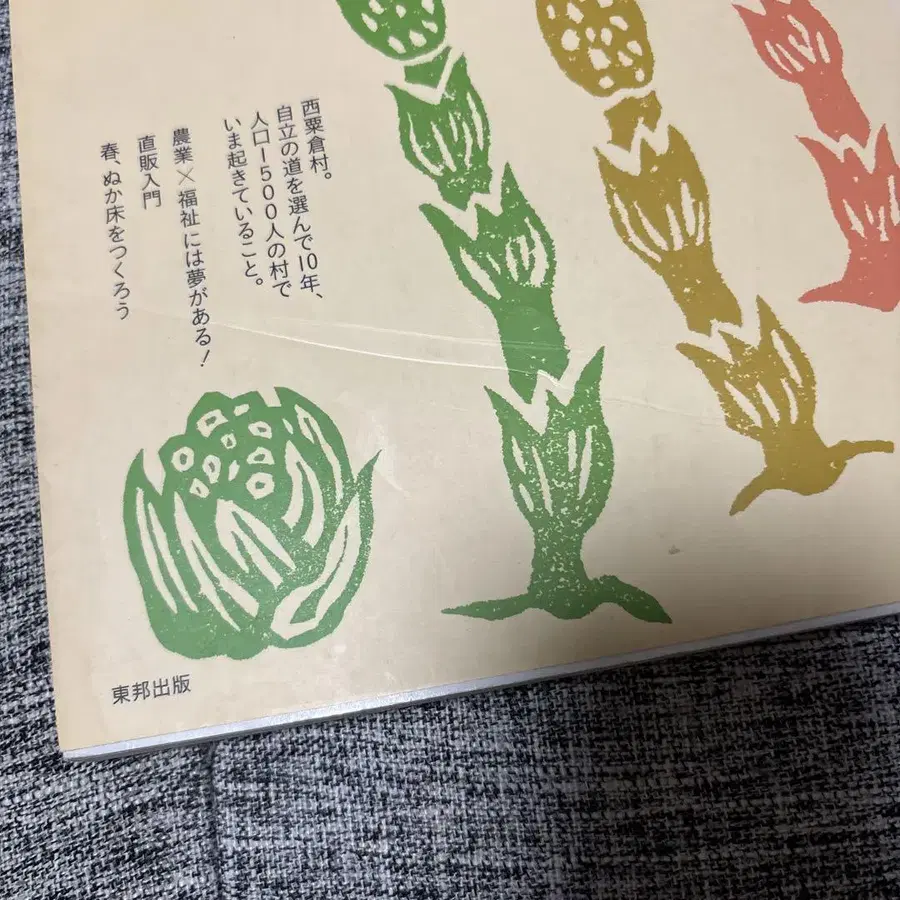 西粟倉村。
自立の道を選んで10年、
人口1500人の村で
いま起きていること。
農業×福祉には夢がある!
直販入門
春、ぬか床をつくろう
東邦出版